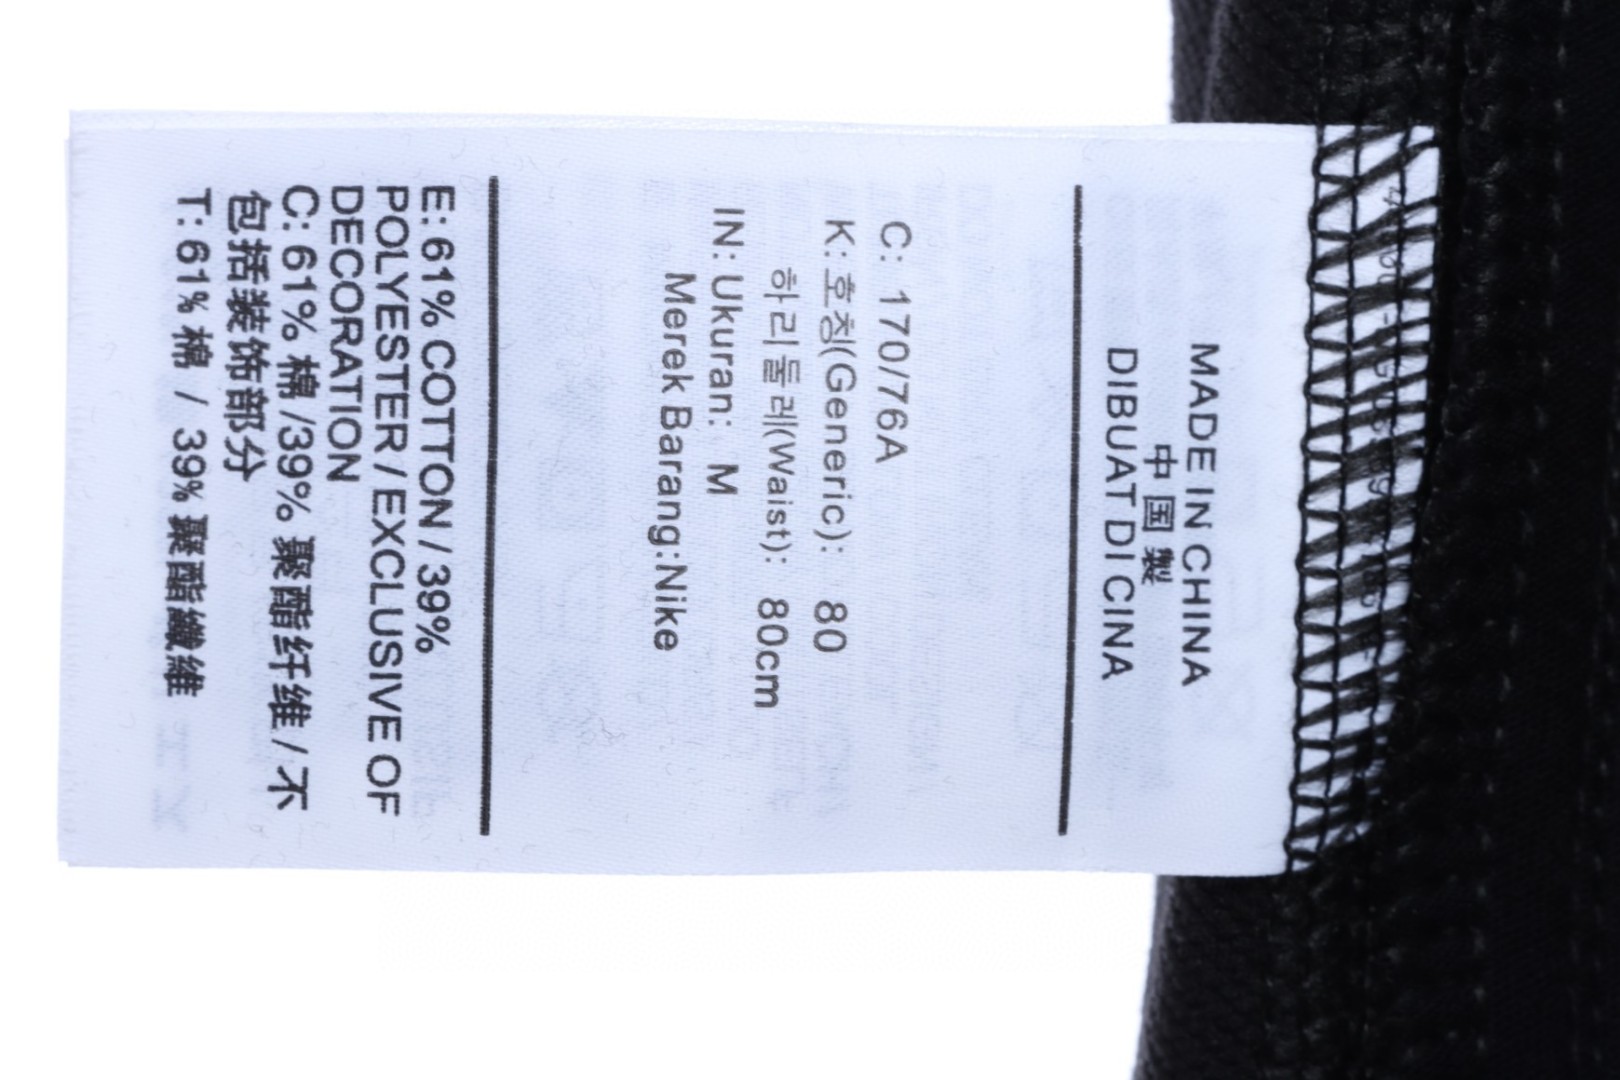 MADE IN CHINA
中国製
DIBUAT DI CINA
C: 170/76A
K: 호칭(Generic): 80
허리둘레(Waist): 80cm
IN: Ukuran: M
Merek Barang:Nike
E: 61% COTTON / 39%
POLYESTER / EXCLUSIVE OF
DECORATION
C: 61% 棉 /39% 聚酯纤维 / 不
包括装饰部分
T: 61% 棉 / 39% 聚酯纖維